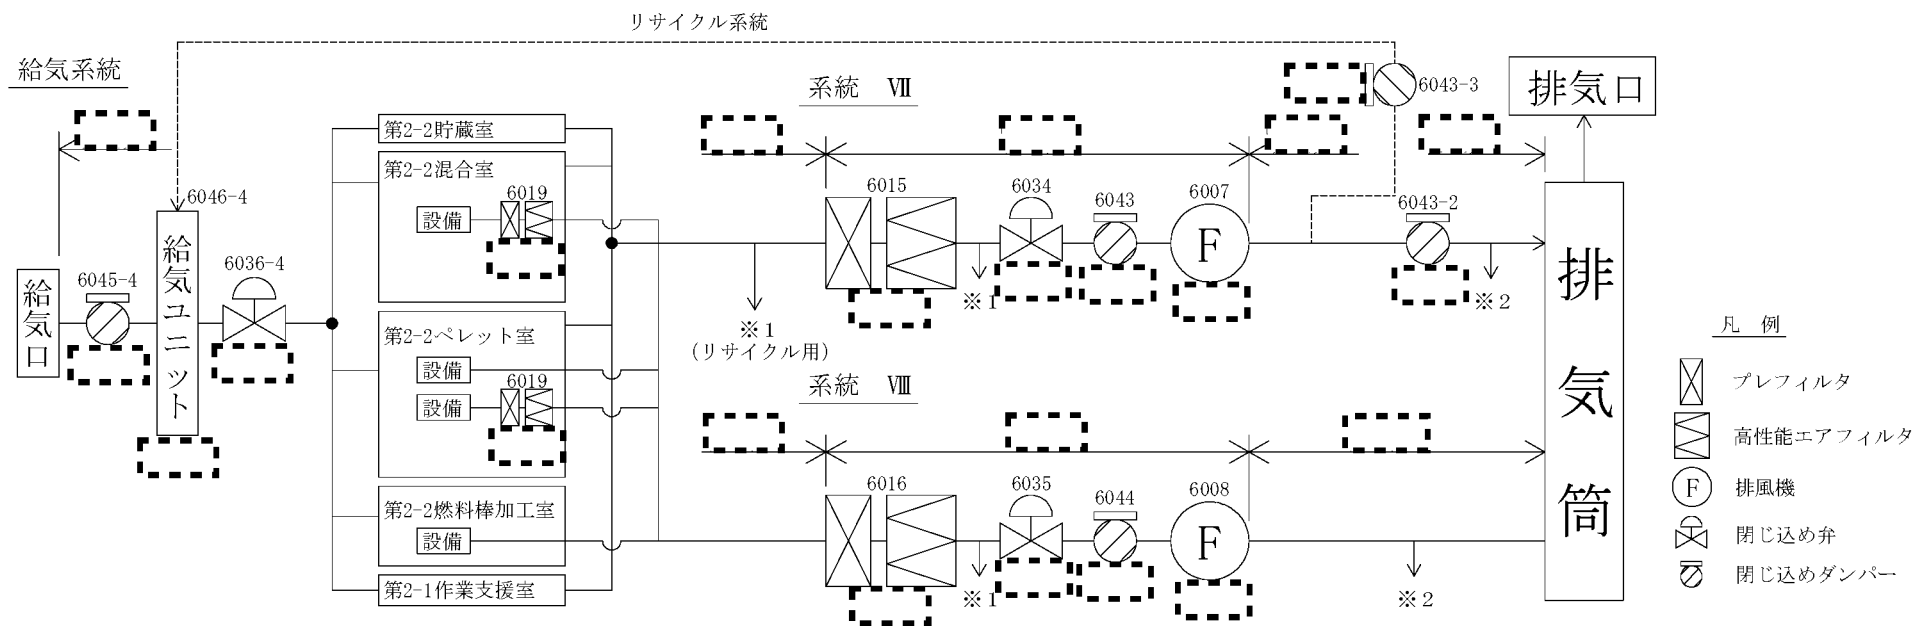 リサイクル系統
給気系統
系統 Ⅶ
6043-3
排気口
第2-2貯蔵室
第2-2混合室
6019
設備
6046-4
給気ユニット
6045-4
6036-4
給気口
6015
6034
6043
6007
F
6043-2
※1
※2
※1
(リサイクル用)
第2-2ペレット室
設備
6019
設備
系統 Ⅷ
排気筒
第2-2燃料棒加工室
設備
第2-1作業支援室
6016
6035
6044
6008
F
※1
※2
凡 例
プレフィルタ
高性能エアフィルタ
F
排風機
閉じ込め弁
閉じ込めダンパー